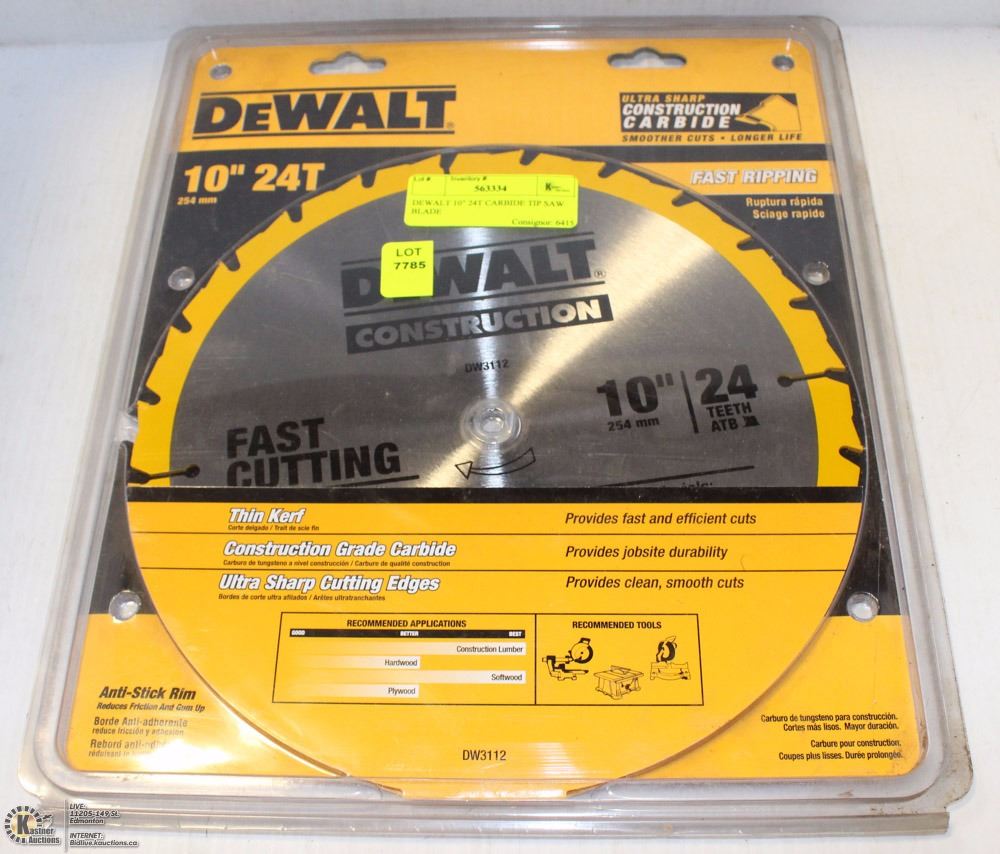 DEWALT®
ULTRA SHARP
CONSTRUCTION
CARBIDE
SMOOTHER CUTS • LONGER LIFE
10" 24T
254 mm
FAST RIPPING
Ruptura rápida
Sciage rapide
Lot # Inventory #
563334
DEWALT 10" 24T CARBIDE TIP SAW
BLADE
Consignor: 6415
LOT
7785
DEWALT®
CONSTRUCTION
DW3112
10" 24
254 mm TEETH
ATB
FAST
CUTTING
Thin Kerf Provides fast and efficient cuts
Corte delgado / Trait de scie fin
Construction Grade Carbide Provides jobsite durability
Carburo de tungsteno a nivel construcción / Carbure de qualité construction
Ultra Sharp Cutting Edges Provides clean, smooth cuts
Bordes de corte ultra afilados / Arêtes ultratranchantes
RECOMMENDED APPLICATIONS
GOOD BETTER BEST
Construction Lumber
Hardwood
Softwood
Plywood
RECOMMENDED TOOLS
Anti-Stick Rim
Reduces Friction And Gum Up
Borde Anti-adherente
reduce fricción y adhesión
Rebord
Carburo de tungsteno para construcción.
Cortes más lisos. Mayor duración.
Carbure pour construction.
Coupes plus lisses. Durée prolongée.
DW3112
Kastner
Auctions
LIVE:
11205-149 St.
Edmonton
INTERNET:
Bidlive.kauctions.ca